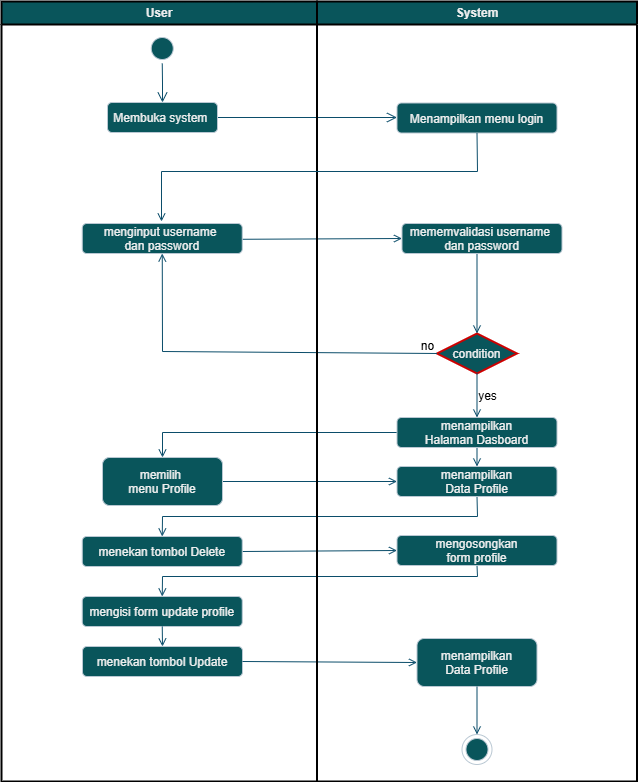 User
System
Membuka system
Menampilkan menu login
menginput username
dan password
mememvalidasi username
dan password
no
condition
yes
menampilkan
Halaman Dasboard
memilih
menu Profile
menampilkan
Data Profile
menekan tombol Delete
mengosongkan
form profile
mengisi form update profile
menekan tombol Update
menampilkan
Data Profile